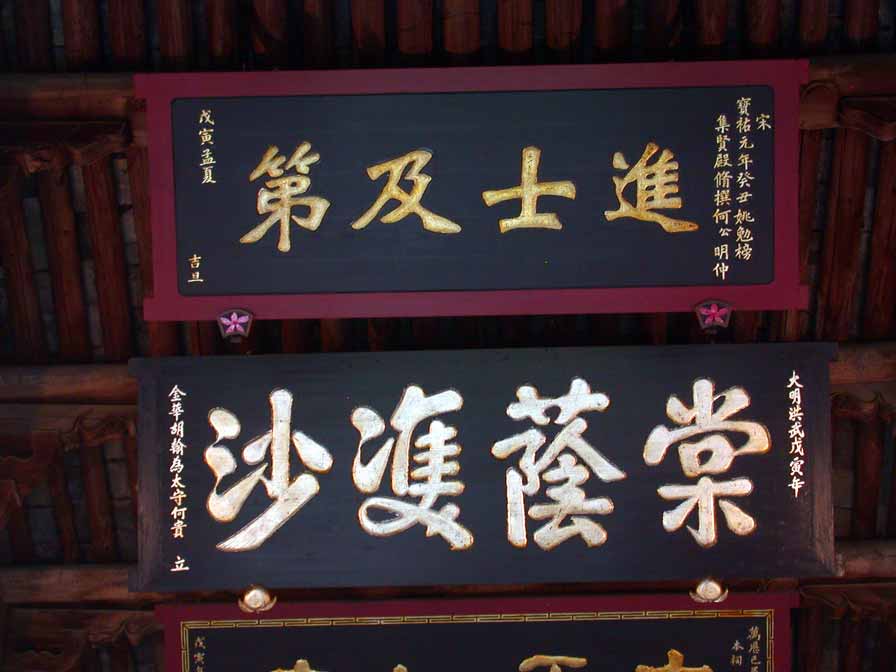 宋
寶祐元年癸丑姚勉榜
集賢殿脩撰何公明仲
進士及第
戊寅孟夏 吉旦
大明洪武戊寅年
棠蔭雙沙
金華胡翰為太守何貴 立
萬曆己
本祠
戊寅